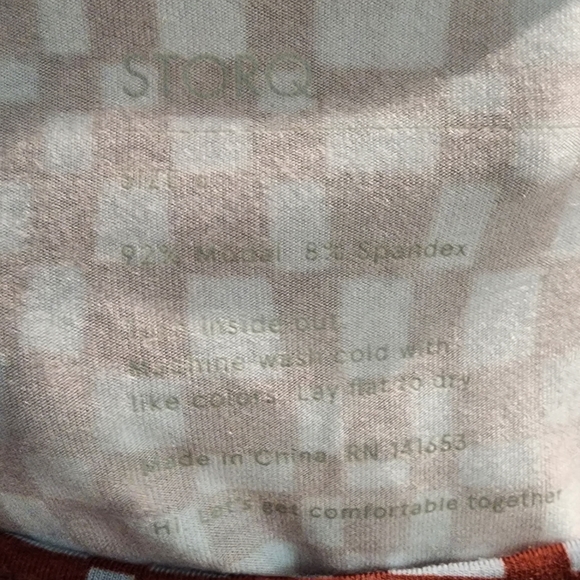 STORQ
92% Modal 8% Spandex
inside out.
Machine wash cold with
like colors. Lay flat to dry
Made in China RN 141653
Hi. Let's get comfortable together